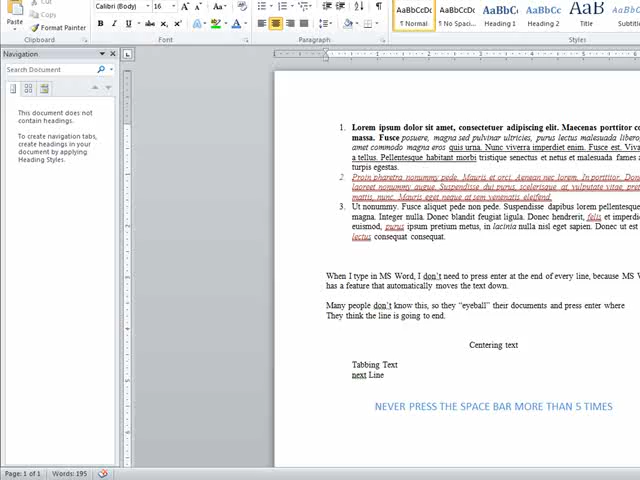 Cut
Copy
Paste
Format Painter
Clipboard
Calibri (Body)
16
Font
Paragraph
AaBbCcDc
AaBbCcDc
AaBbC
AaBbCc
AaB
AaBbCc
¶ Normal
¶ No Spaci...
Heading 1
Heading 2
Title
Subtitl
Styles
Navigation
Search Document
This document does not
contain headings.
To create navigation tabs,
create headings in your
document by applying
Heading Styles.
1. Lorem ipsum dolor sit amet, consectetuer adipiscing elit. Maecenas porttitor co
massa. Fusce posuere, magna sed pulvinar ultricies, purus lectus malesuada libero,
amet commodo magna eros quis urna. Nunc viverra imperdiet enim. Fusce est. Viva
a tellus. Pellentesque habitant morbi tristique senectus et netus et malesuada fames a
turpis egestas.
2. Proin pharetra nonummy pede. Mauris et orci. Aenean nec lorem. In porttitor. Done
laoreet nonummy augue. Suspendisse dui purus, scelerisque at, vulputate vitae, pret
mattis, nunc. Mauris eget neque at sem venenatis eleifend.
3. Ut nonummy. Fusce aliquet pede non pede. Suspendisse dapibus lorem pellentesque
magna. Integer nulla. Donec blandit feugiat ligula. Donec hendrerit, felis et imperdiet
euismod, purus ipsum pretium metus, in lacinia nulla nisl eget sapien. Donec ut est
lectus consequat consequat.
When I type in MS Word, I don't need to press enter at the end of every line, because MS W
has a feature that automatically moves the text down.
Many people don't know this, so they “eyeball” their documents and press enter where
They think the line is going to end.
Centering text
Tabbing Text
next Line
NEVER PRESS THE SPACE BAR MORE THAN 5 TIMES
Page: 1 of 1 Words: 195